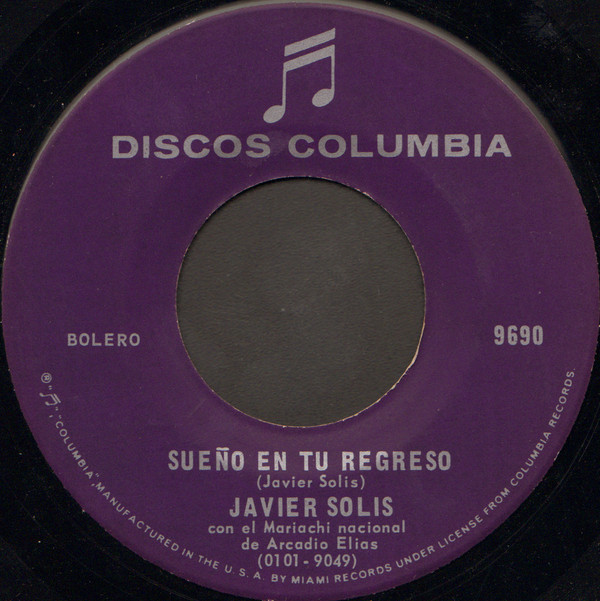 DISCOS COLUMBIA
BOLERO
9690
SUEÑO EN TU REGRESO
(Javier Solis)
JAVIER SOLIS
con el Mariachi nacional
de Arcadio Elias
(0101-9049)
® "♫", "COLUMBIA", MANUFACTURED IN THE U.S.A. BY MIAMI RECORDS UNDER LICENSE FROM COLUMBIA RECORDS.